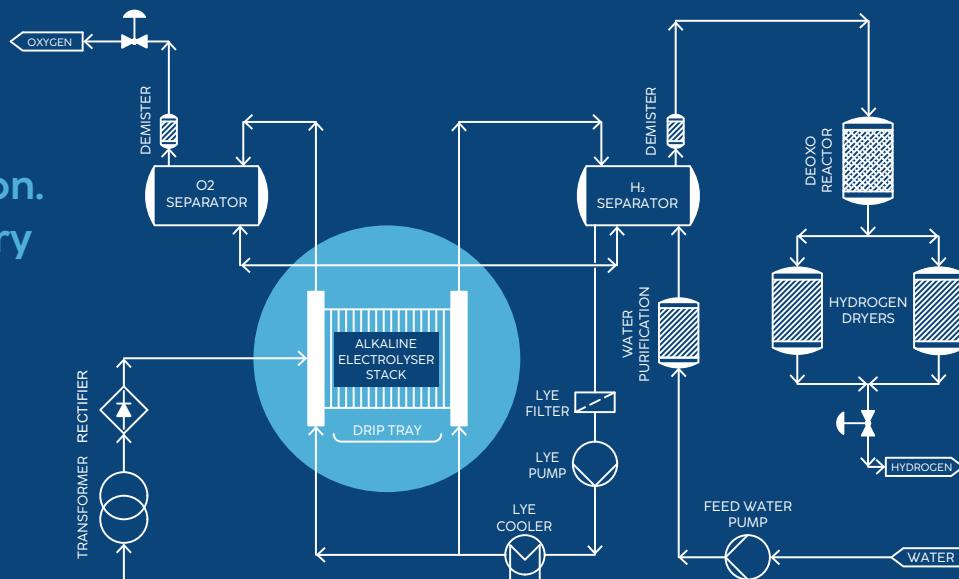 OXYGEN
DEMISTER
O2
SEPARATOR
DEMISTER
H₂
SEPARATOR
DEOXO
REACTOR
on.
ry
WATER
PURIFICATION
HYDROGEN
DRYERS
ALKALINE
ELECTROLYSER
STACK
DRIP TRAY
RECTIFIER
TRANSFORMER
LYE
FILTER
LYE
PUMP
LYE
COOLER
FEED WATER
PUMP
HYDROGEN
WATER